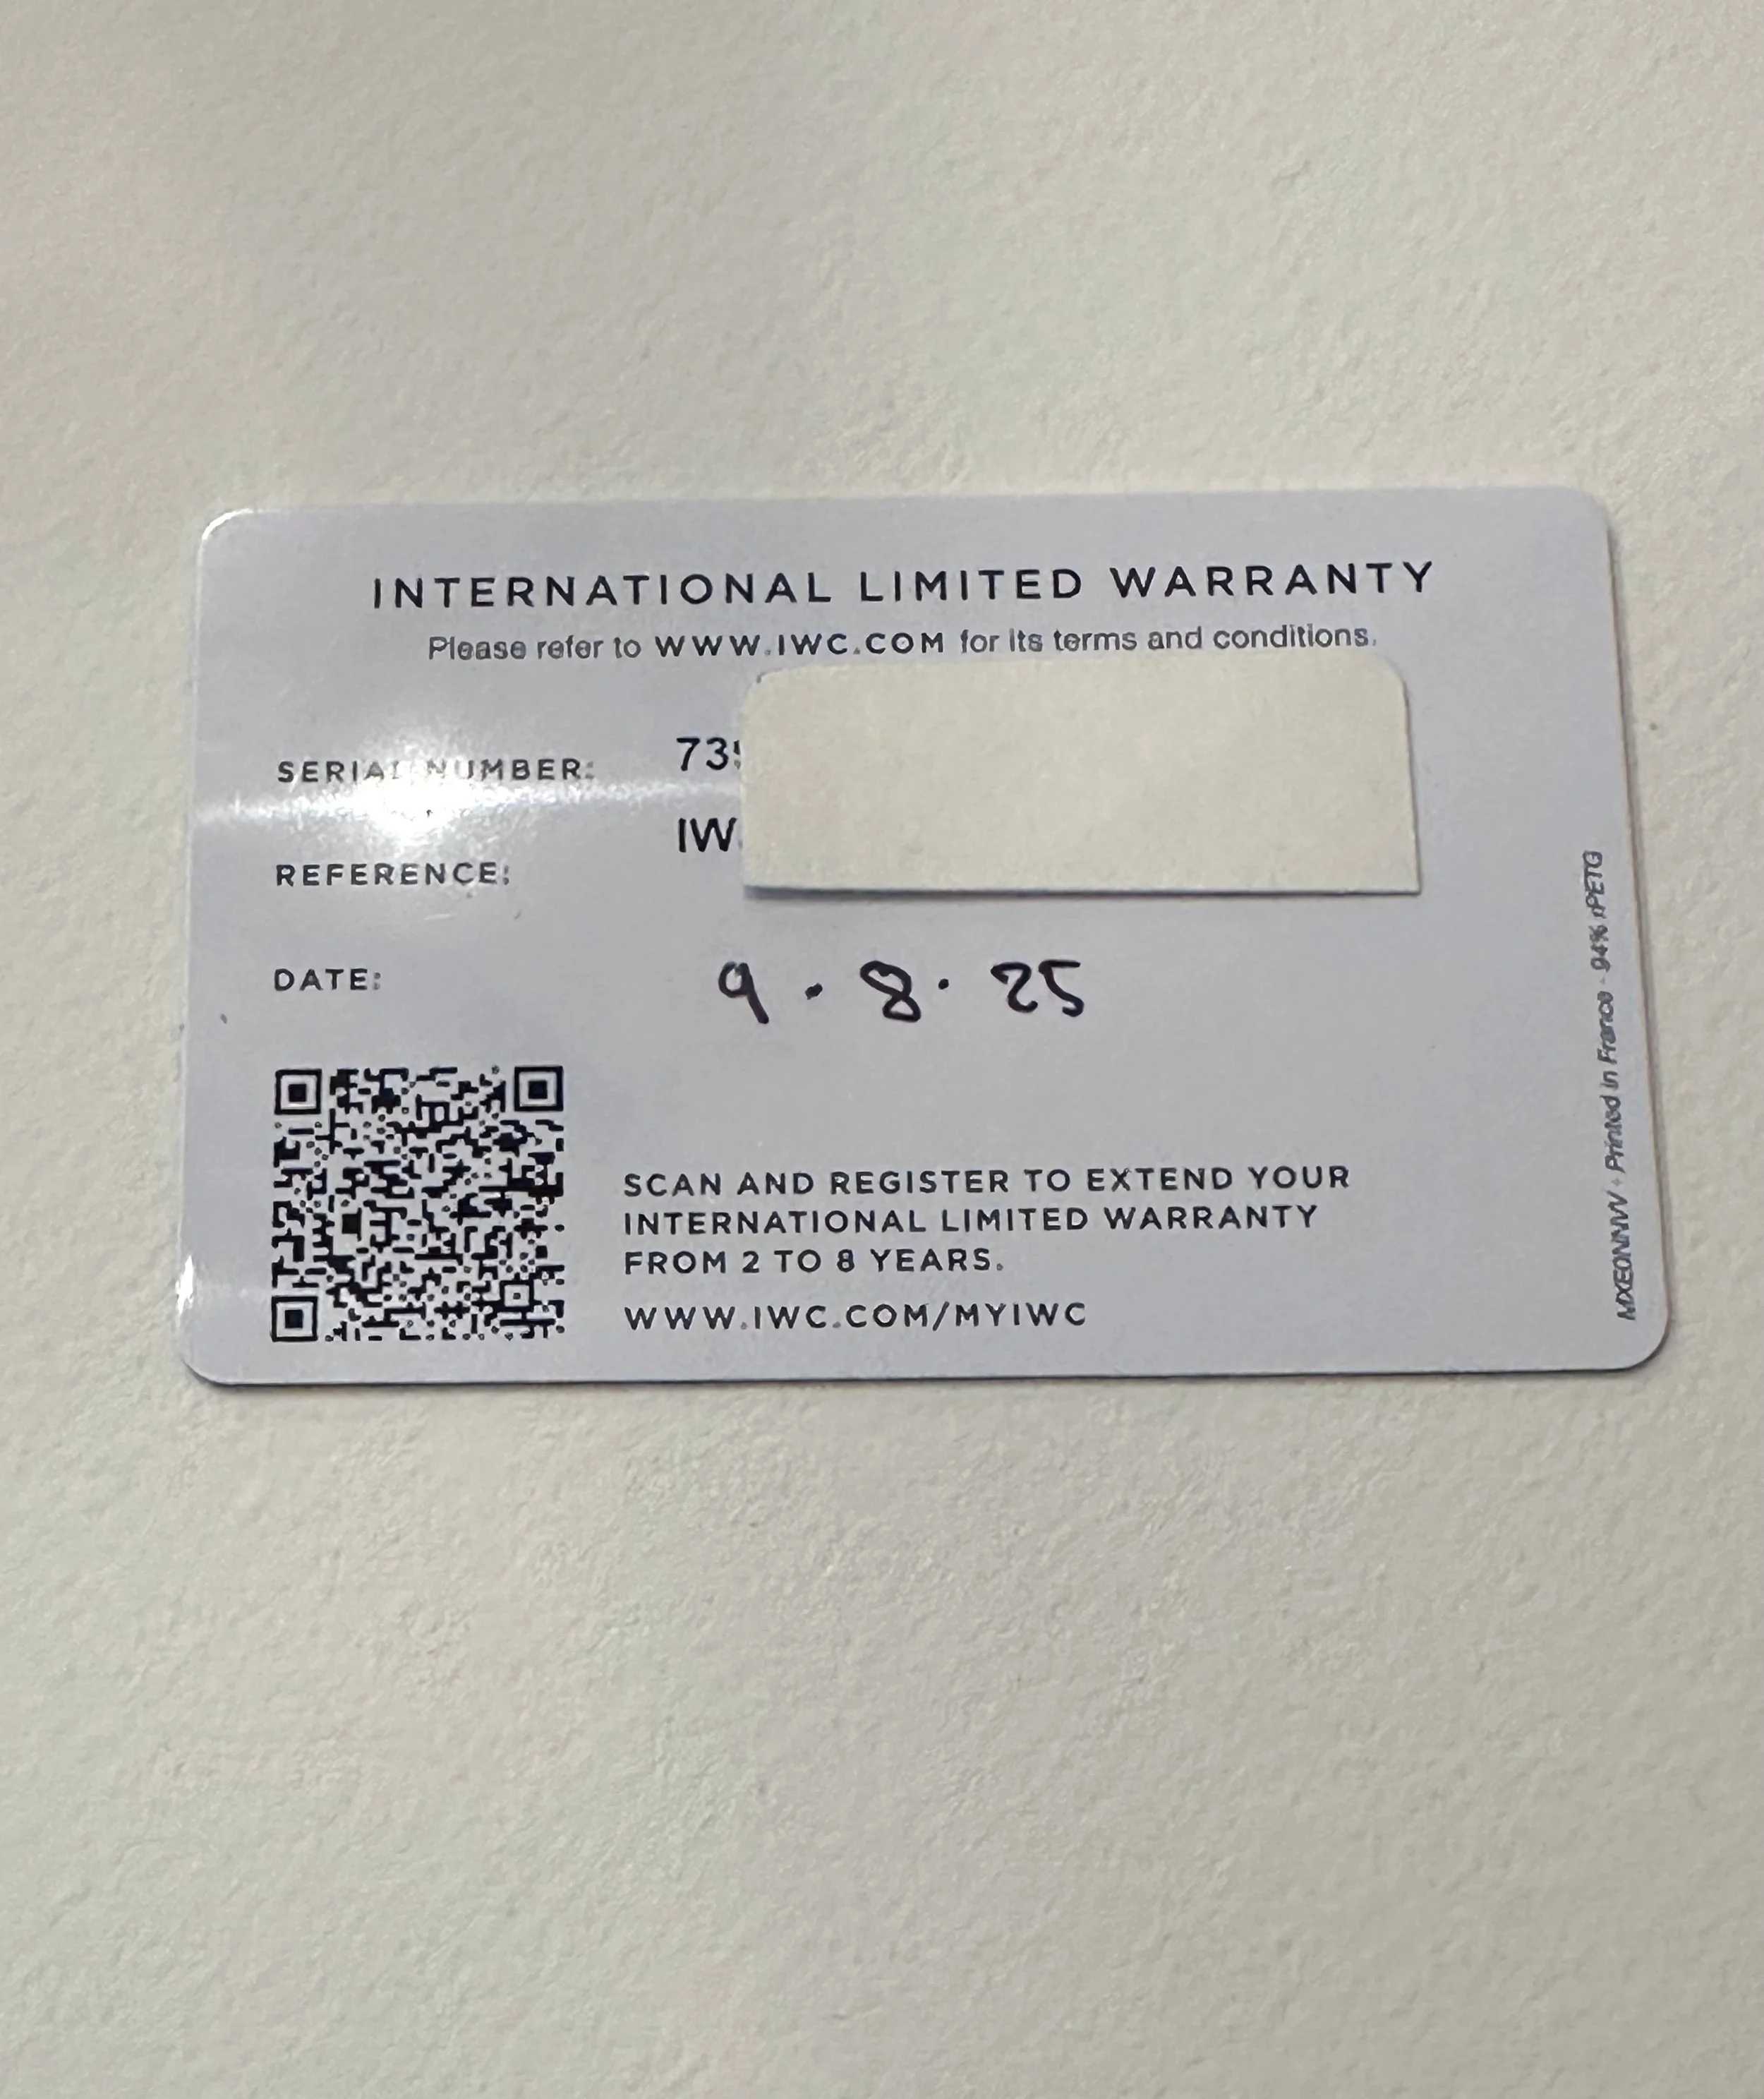 INTERNATIONAL LIMITED WARRANTY
Please refer to WWW.IWC.COM for its terms and conditions.
SERIAL NUMBER: 73
REFERENCE: IW
DATE: 9 . 8 . 25
SCAN AND REGISTER TO EXTEND YOUR
INTERNATIONAL LIMITED WARRANTY
FROM 2 TO 8 YEARS.
WWW.IWC.COM/MYIWC
Printed in France - 94% rPETG